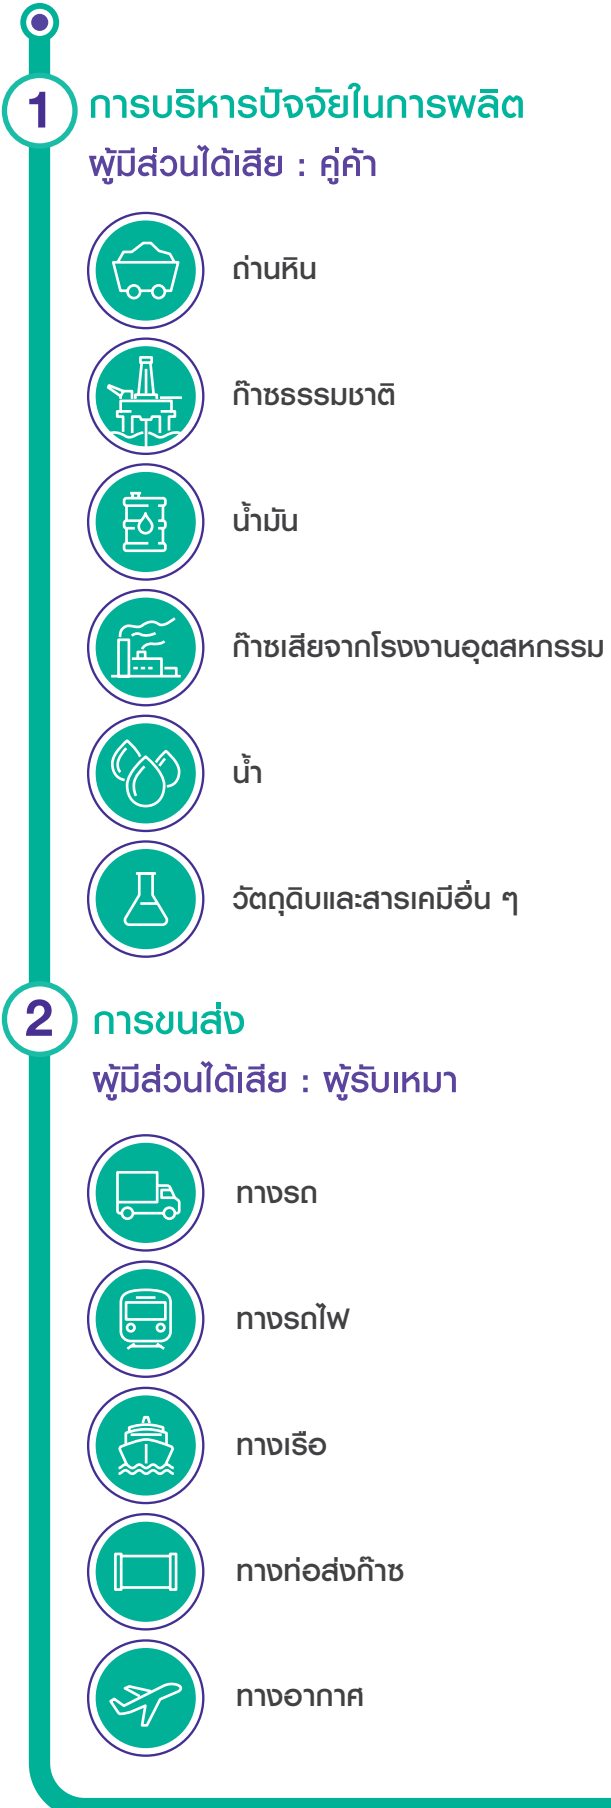 1
การบริหารปัจจัยในการผลิต
ผู้มีส่วนได้เสีย : คู่ค้า
ถ่านหิน
ก๊าซธรรมชาติ
น้ำมัน
ก๊าซเสียจากโรงงานอุตสหกรรม
น้ำ
วัตถุดิบและสารเคมีอื่น ๆ
2
การขนส่ง
ผู้มีส่วนได้เสีย : ผู้รับเหมา
ทางรถ
ทางรถไฟ
ทางเรือ
ทางท่อส่งก๊าซ
ทางอากาศ